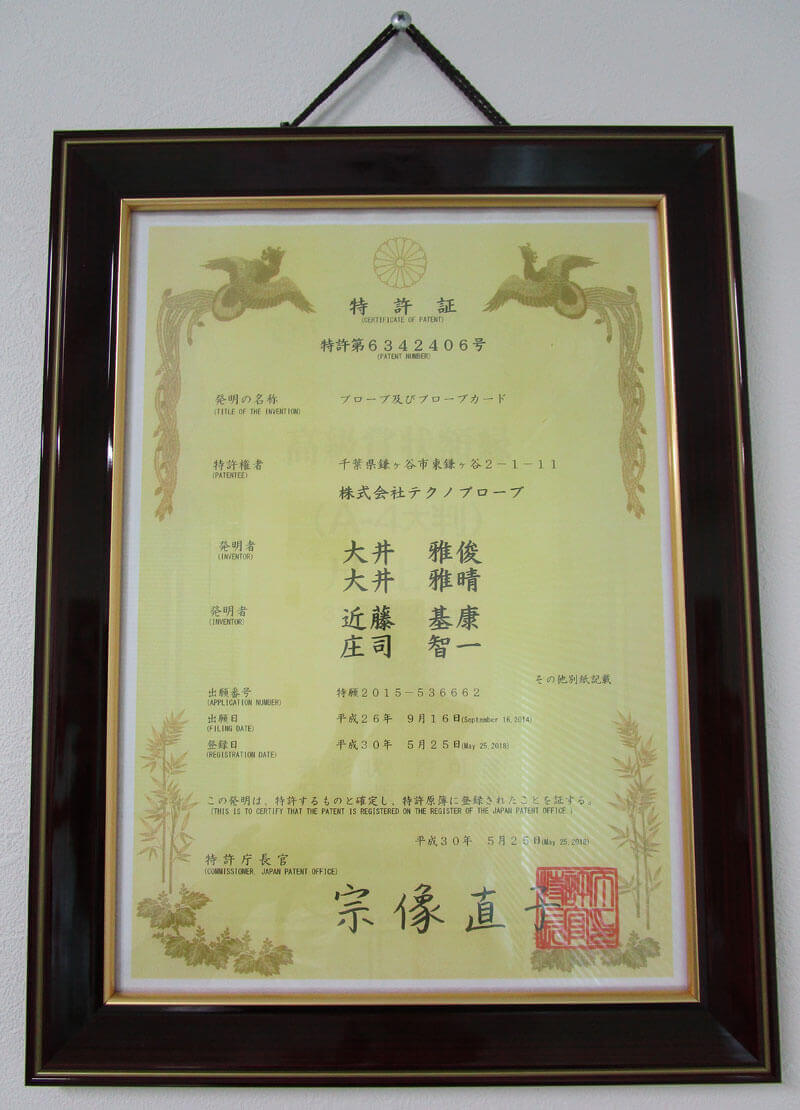 特許証
(CERTIFICATE OF PATENT)
特許第6342406号
(PATENT NUMBER)
発明の名称 プローブ及びプローブカード
(TITLE OF THE INVENTION)
特許権者 千葉県鎌ヶ谷市東鎌ヶ谷2-1-11
(PATENTEE)
株式会社テクノプローブ
発明者 大井 雅俊
(INVENTOR)
大井 雅晴
発明者 近藤 基康
(INVENTOR)
庄司 智一
その他別紙記載
出願番号 特願2015-536662
(APPLICATION NUMBER)
出願日 平成26年 9月16日(September 16,2014)
(FILING DATE)
登録日 平成30年 5月25日(May 25,2018)
(REGISTRATION DATE)
この発明は、特許するものと確定し、特許原簿に登録されたことを証する。
(THIS IS TO CERTIFY THAT THE PATENT IS REGISTERED ON THE REGISTER OF THE JAPAN PATENT OFFICE.)
平成30年 5月25日(May 25,2018)
特許庁長官
(COMMISSIONER, JAPAN PATENT OFFICE)
宗像直子